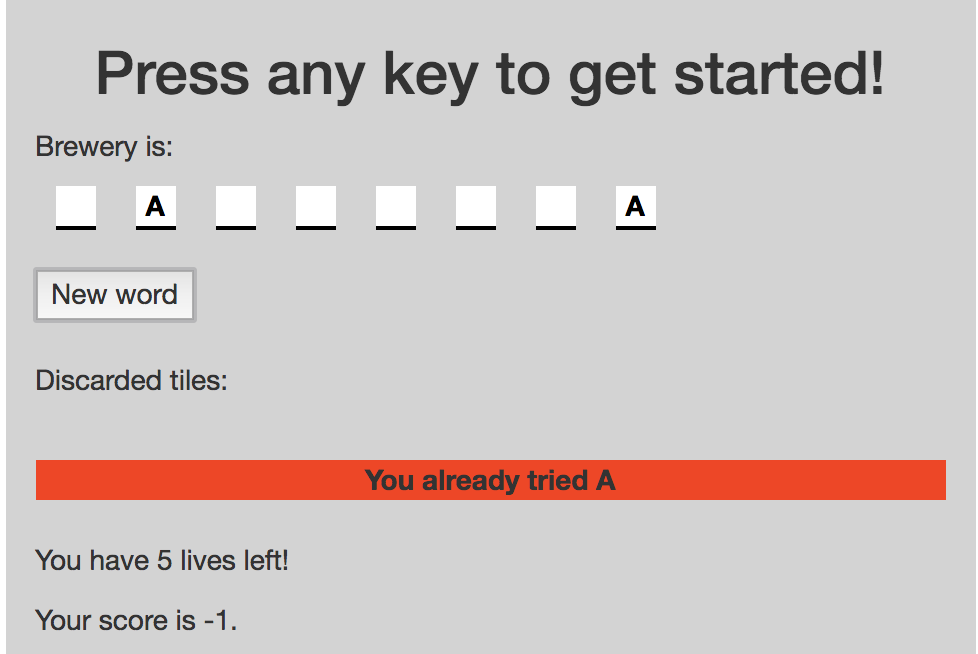 Press any key to get started!
Brewery is:
A A
New word
Discarded tiles:
You already tried A
You have 5 lives left!
Your score is -1.